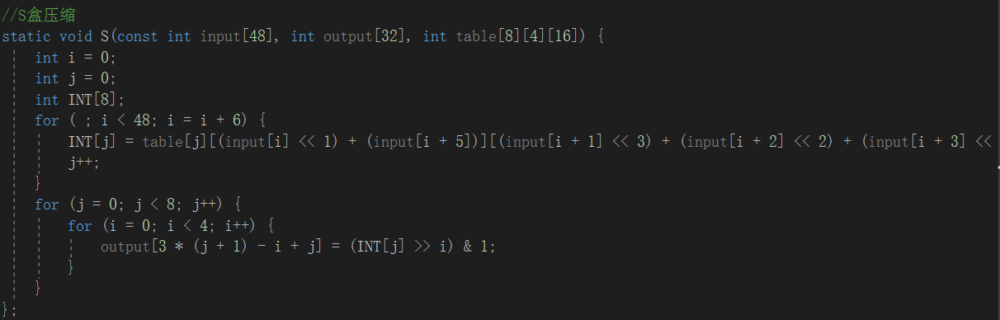 //S盒压缩
static void S(const int input[48], int output[32], int table[8][4][16]) {
int i = 0;
int j = 0;
int INT[8];
for ( ; i < 48; i = i + 6) {
INT[j] = table[j][(input[i] << 1) + (input[i + 5])][(input[i + 1] << 3) + (input[i + 2] << 2) + (input[i + 3] <<
j++;
}
for (j = 0; j < 8; j++) {
for (i = 0; i < 4; i++) {
output[3 * (j + 1) - i + j] = (INT[j] >> i) & 1;
}
}
};